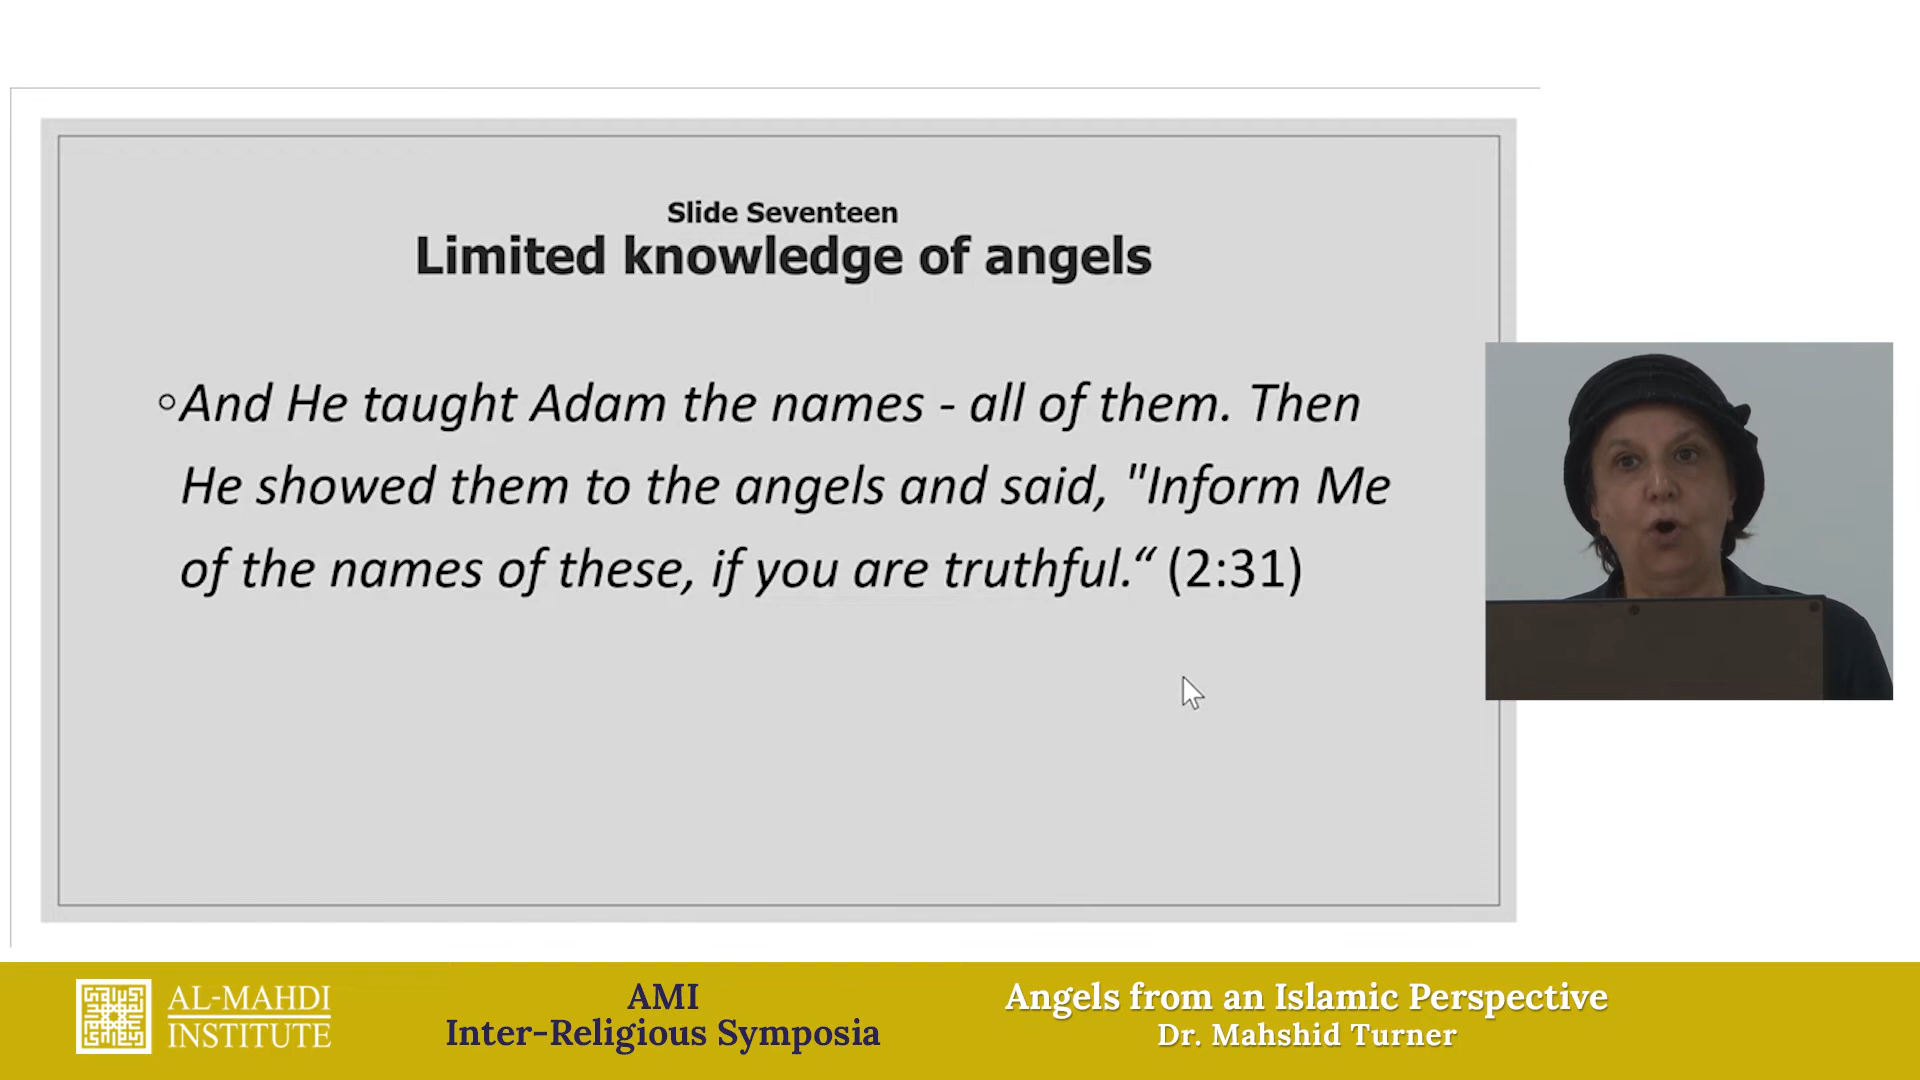 Slide Seventeen
Limited knowledge of angels
◦And He taught Adam the names - all of them. Then
He showed them to the angels and said, "Inform Me
of the names of these, if you are truthful.“ (2:31)
AL-MAHDI
INSTITUTE
AMI
Inter-Religious Symposia
Angels from an Islamic Perspective
Dr. Mahshid Turner